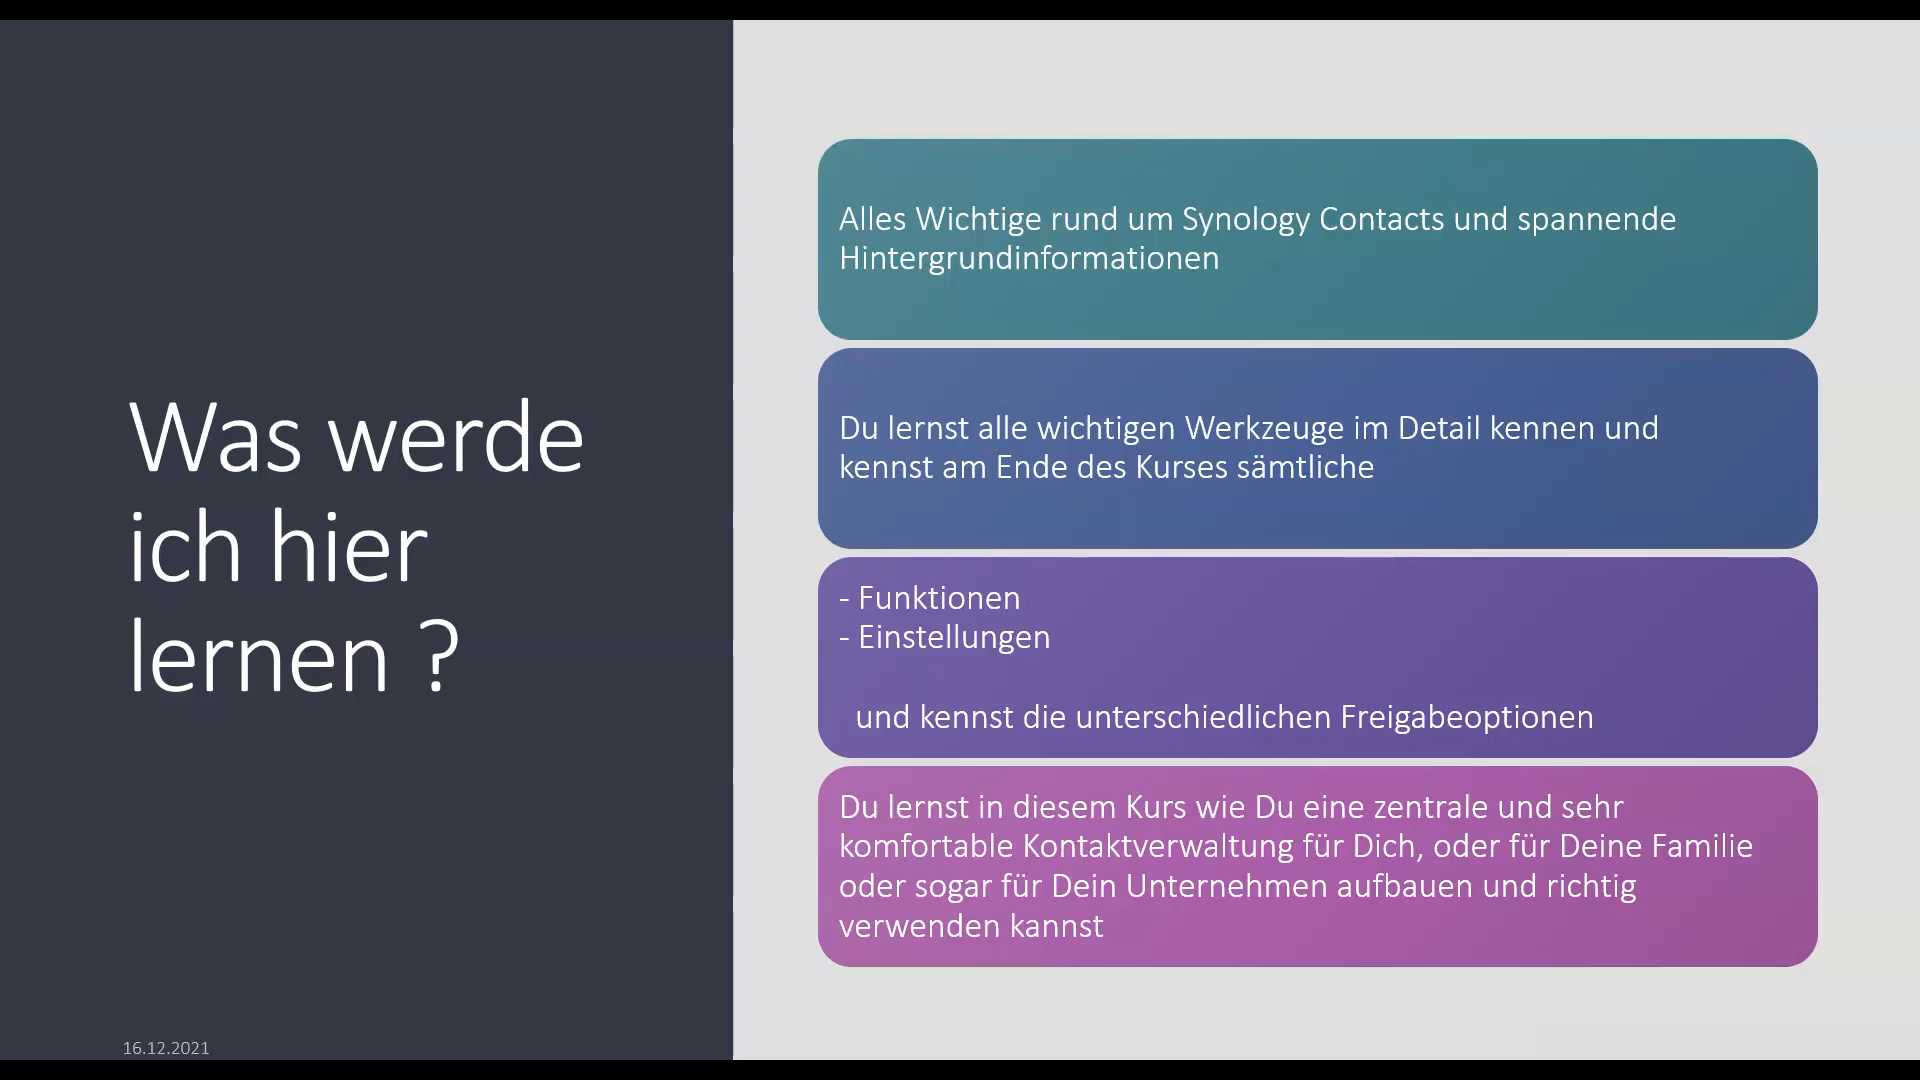 Was werde
ich hier
lernen ?
Alles Wichtige rund um Synology Contacts und spannende
Hintergrundinformationen
Du lernst alle wichtigen Werkzeuge im Detail kennen und
kennst am Ende des Kurses sämtliche
- Funktionen
- Einstellungen
und kennst die unterschiedlichen Freigabeoptionen
Du lernst in diesem Kurs wie Du eine zentrale und sehr
komfortable Kontaktverwaltung für Dich, oder für Deine Familie
oder sogar für Dein Unternehmen aufbauen und richtig
verwenden kannst
16.12.2021